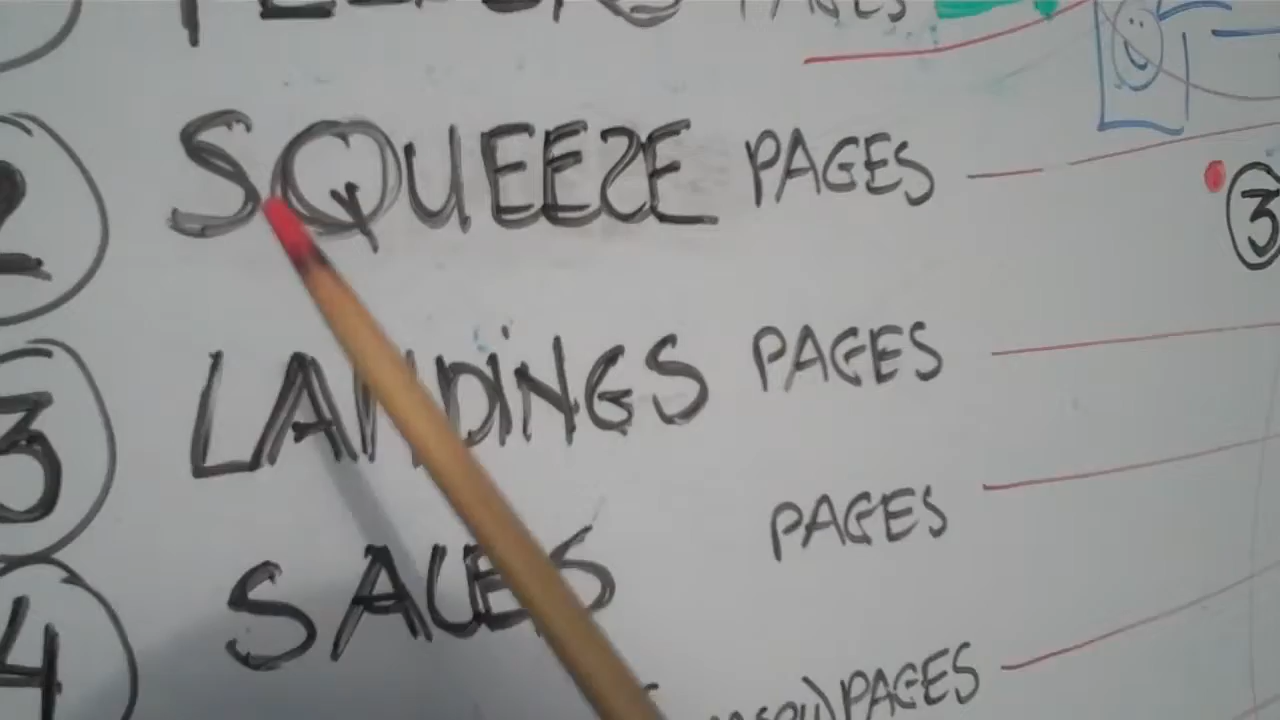 PAGES
2 SQUEEZE PAGES
3
3 LANDINGS PAGES
4 SALES PAGES
PAGES